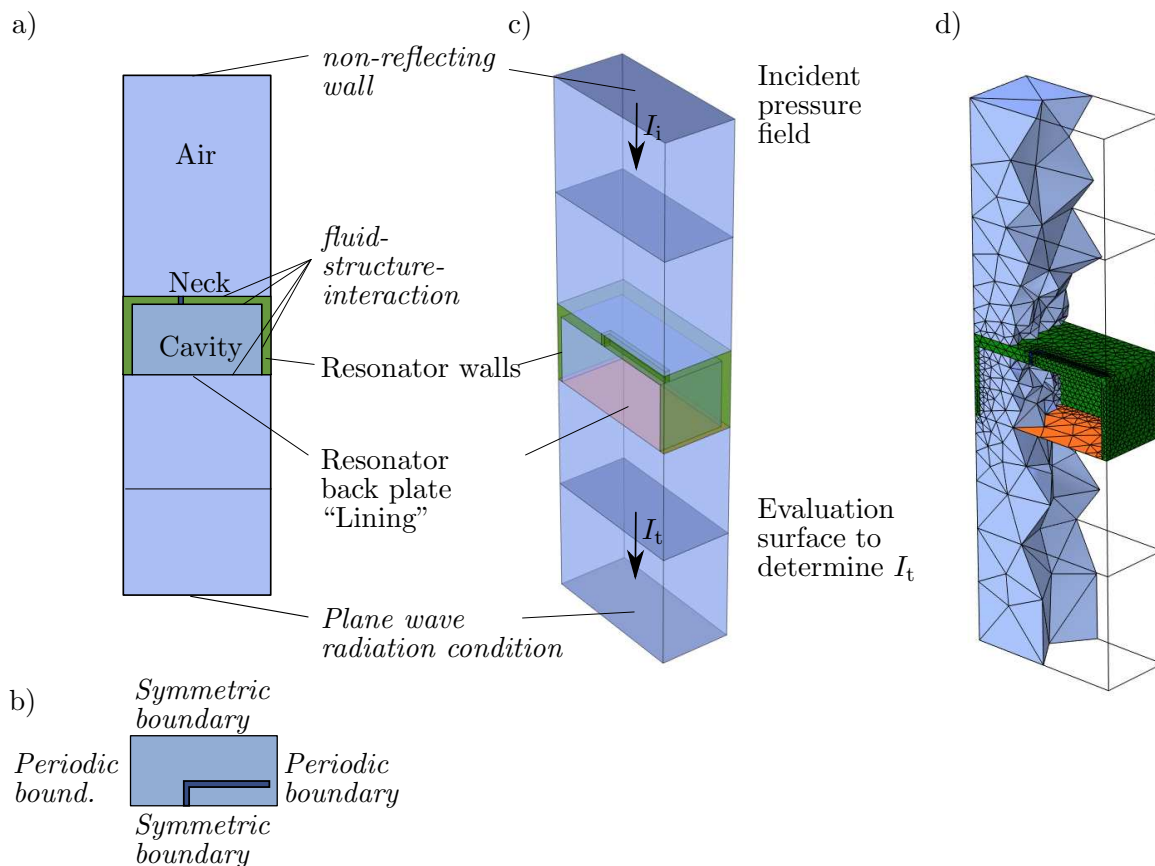 a)
non-reflecting
wall
Air
Neck
fluid-
structure-
interaction
Cavity
Resonator walls
Resonator
back plate
“Lining”
Plane wave
radiation condition
b)
Symmetric
boundary
Periodic
bound.
Periodic
boundary
Symmetric
boundary
c)
Incident
pressure
field
I_i
I_t
Evaluation
surface to
determine I_t
d)